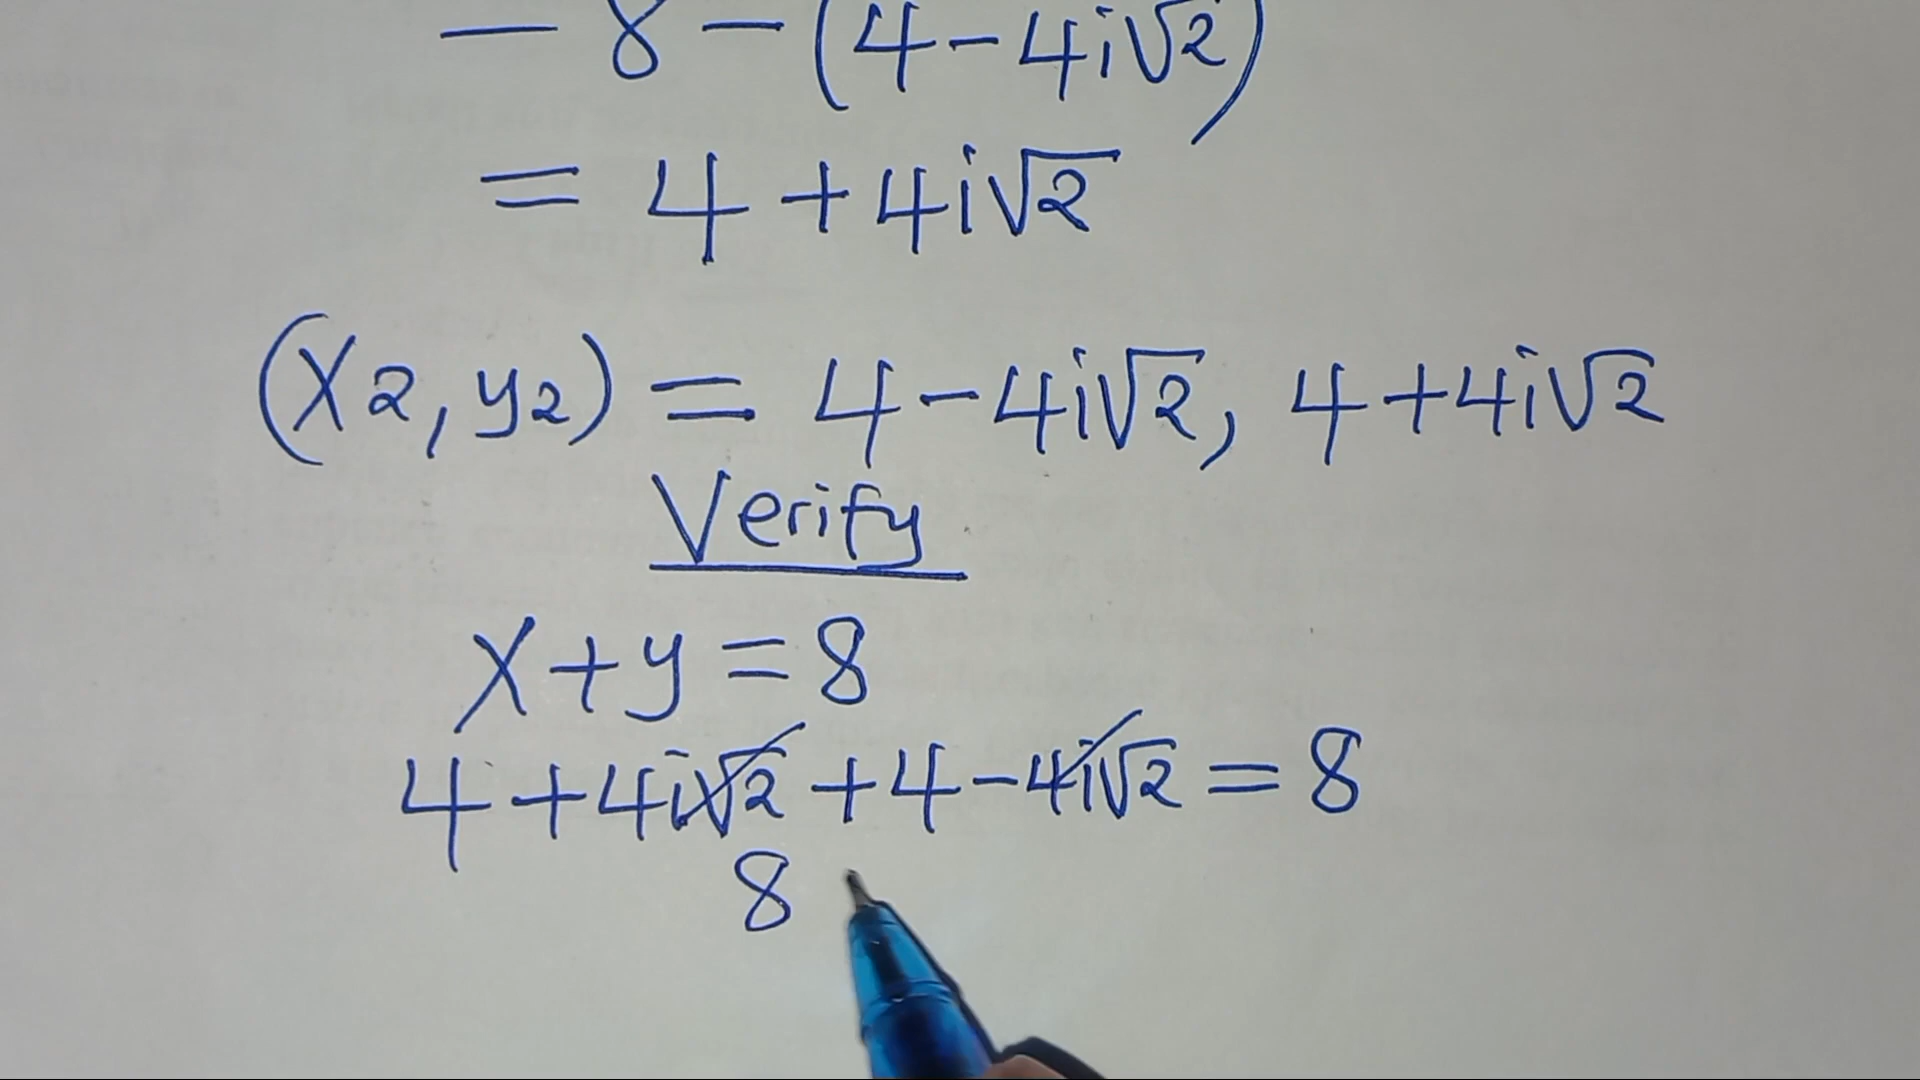 — 8 - (4 - 4i√2)
= 4 + 4i√2
(X2, y2) = 4 - 4i√2, 4 + 4i√2
Verify
X + y = 8
4 + 4i√2 + 4 - 4i√2 = 8
8